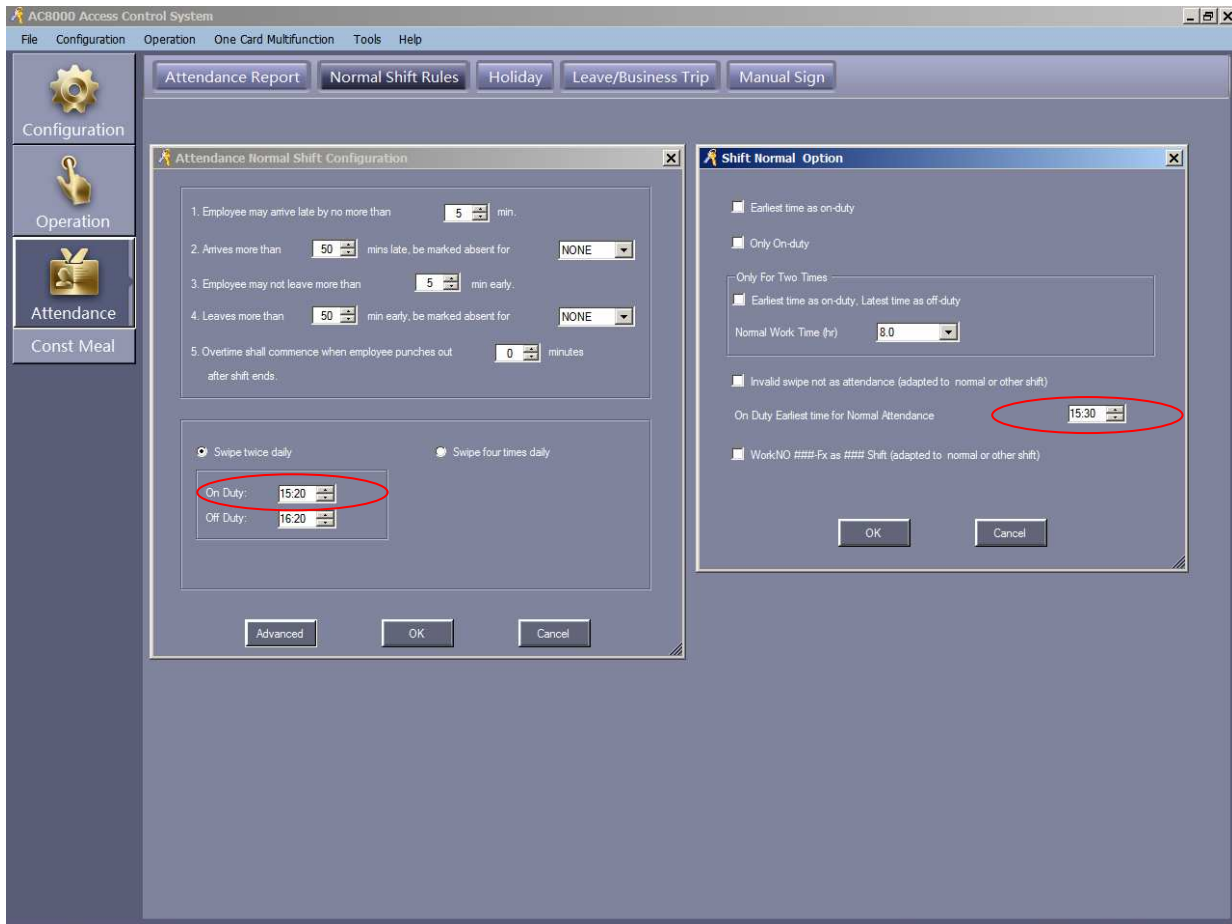 AC8000 Access Control System
File Configuration Operation One Card Multifunction Tools Help
Attendance Report Normal Shift Rules Holiday Leave/Business Trip Manual Sign
Configuration
Operation
Attendance
Const Meal
Attendance Normal Shift Configuration
1. Employee may arrive late by no more than 5 min.
2. Arrives more than 50 mins late, be marked absent for NONE
3. Employee may not leave more than 5 min early.
4. Leaves more than 50 min early, be marked absent for NONE
5. Overtime shall commence when employee punches out 0 minutes
after shift ends.
Swipe twice daily Swipe four times daily
On Duty: 15:20
Off Duty: 16:20
Advanced OK Cancel
Shift Normal Option
Earliest time as on-duty
Only On-duty
Only For Two Times
Earliest time as on-duty, Latest time as off-duty
Normal Work Time (hr) 8.0
Invalid swipe not as attendance (adapted to normal or other shift)
On Duty Earliest time for Normal Attendance 15:30
WorkNO ###-Fx as ### Shift (adapted to normal or other shift)
OK Cancel